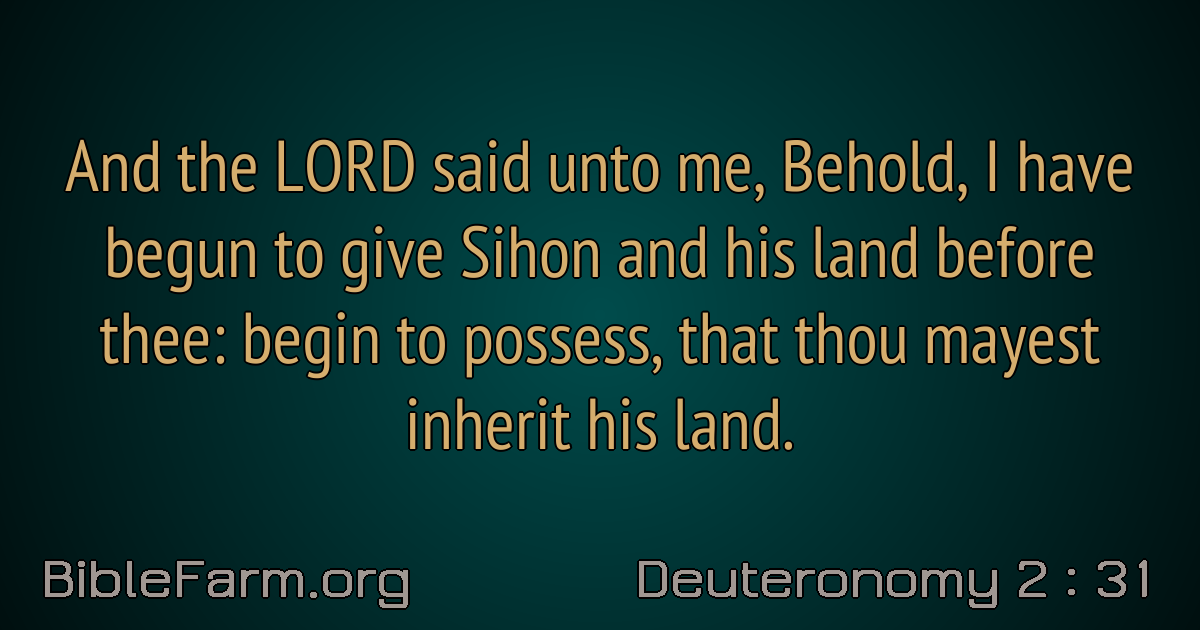 And the LORD said unto me, Behold, I have
begun to give Sihon and his land before
thee: begin to possess, that thou mayest
inherit his land.
BibleFarm.org
Deuteronomy 2 : 31